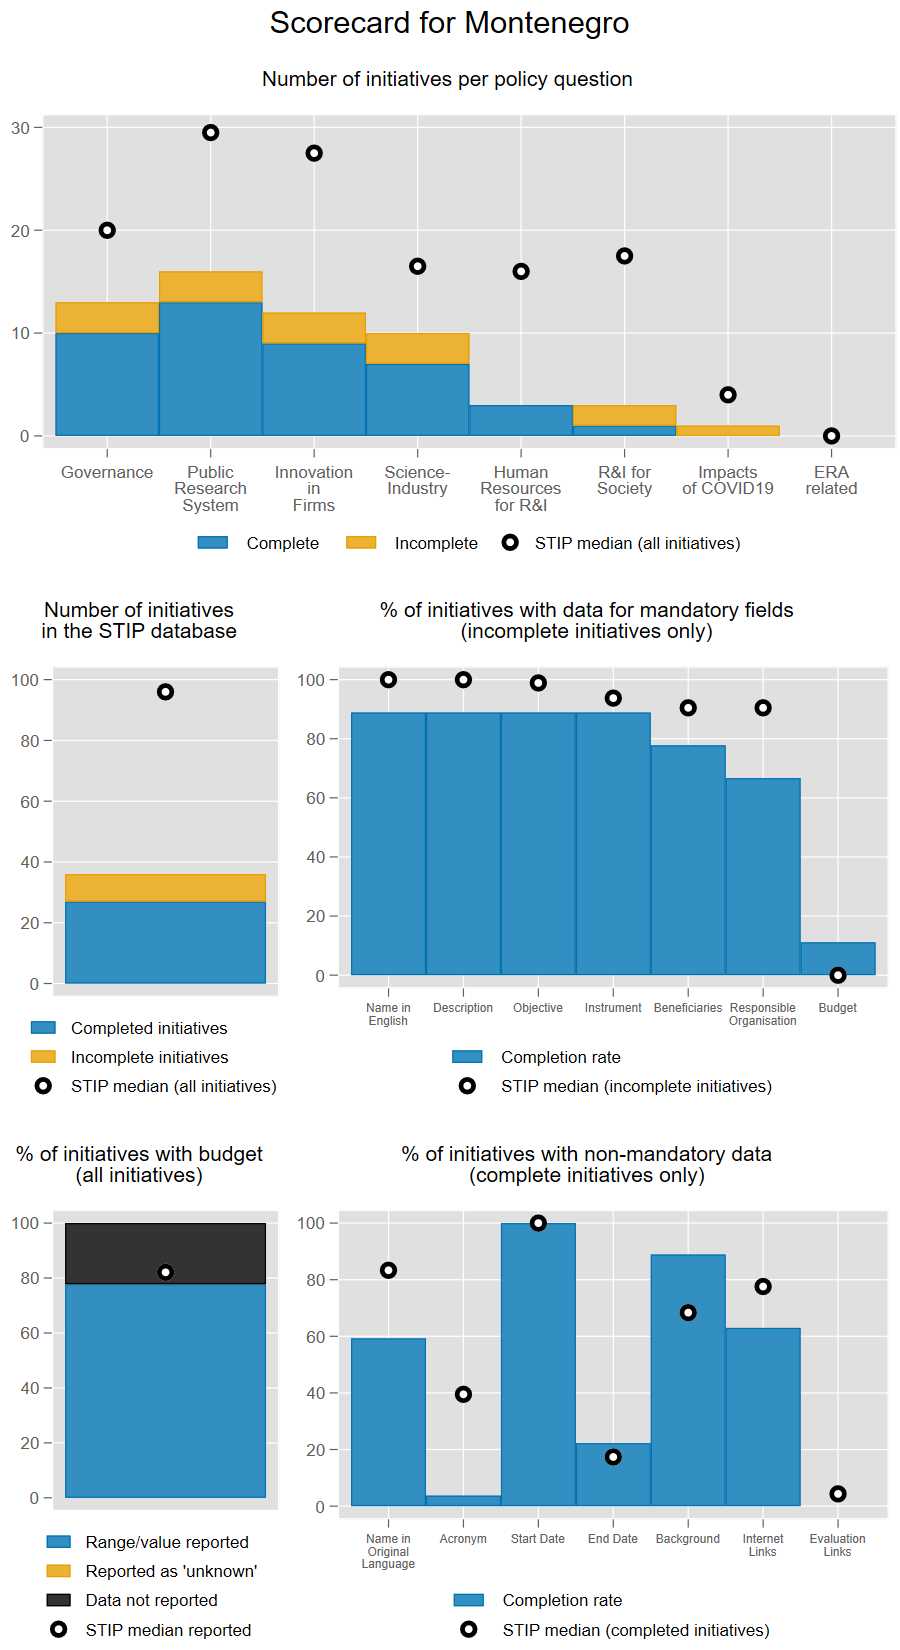 Scorecard for Montenegro
Number of initiatives per policy question
30
20
10
0
Governance
Public
Research
System
Innovation
in
Firms
Science-
Industry
Human
Resources
for R&I
R&I for
Society
Impacts
of COVID19
ERA
related
Complete
Incomplete
STIP median (all initiatives)
Number of initiatives
in the STIP database
100
80
60
40
20
0
Completed initiatives
Incomplete initiatives
STIP median (all initiatives)
% of initiatives with data for mandatory fields
(incomplete initiatives only)
100
80
60
40
20
0
Name in
English
Description
Objective
Instrument
Beneficiaries
Responsible
Organisation
Budget
Completion rate
STIP median (incomplete initiatives)
% of initiatives with budget
(all initiatives)
100
80
60
40
20
0
Range/value reported
Reported as 'unknown'
Data not reported
STIP median reported
% of initiatives with non-mandatory data
(complete initiatives only)
100
80
60
40
20
0
Name in
Original
Language
Acronym
Start Date
End Date
Background
Internet
Links
Evaluation
Links
Completion rate
STIP median (completed initiatives)